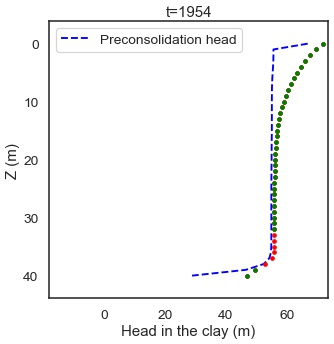 t=1954
Preconsolidation head
0
10
20
30
40
Z (m)
0 20 40 60
Head in the clay (m)